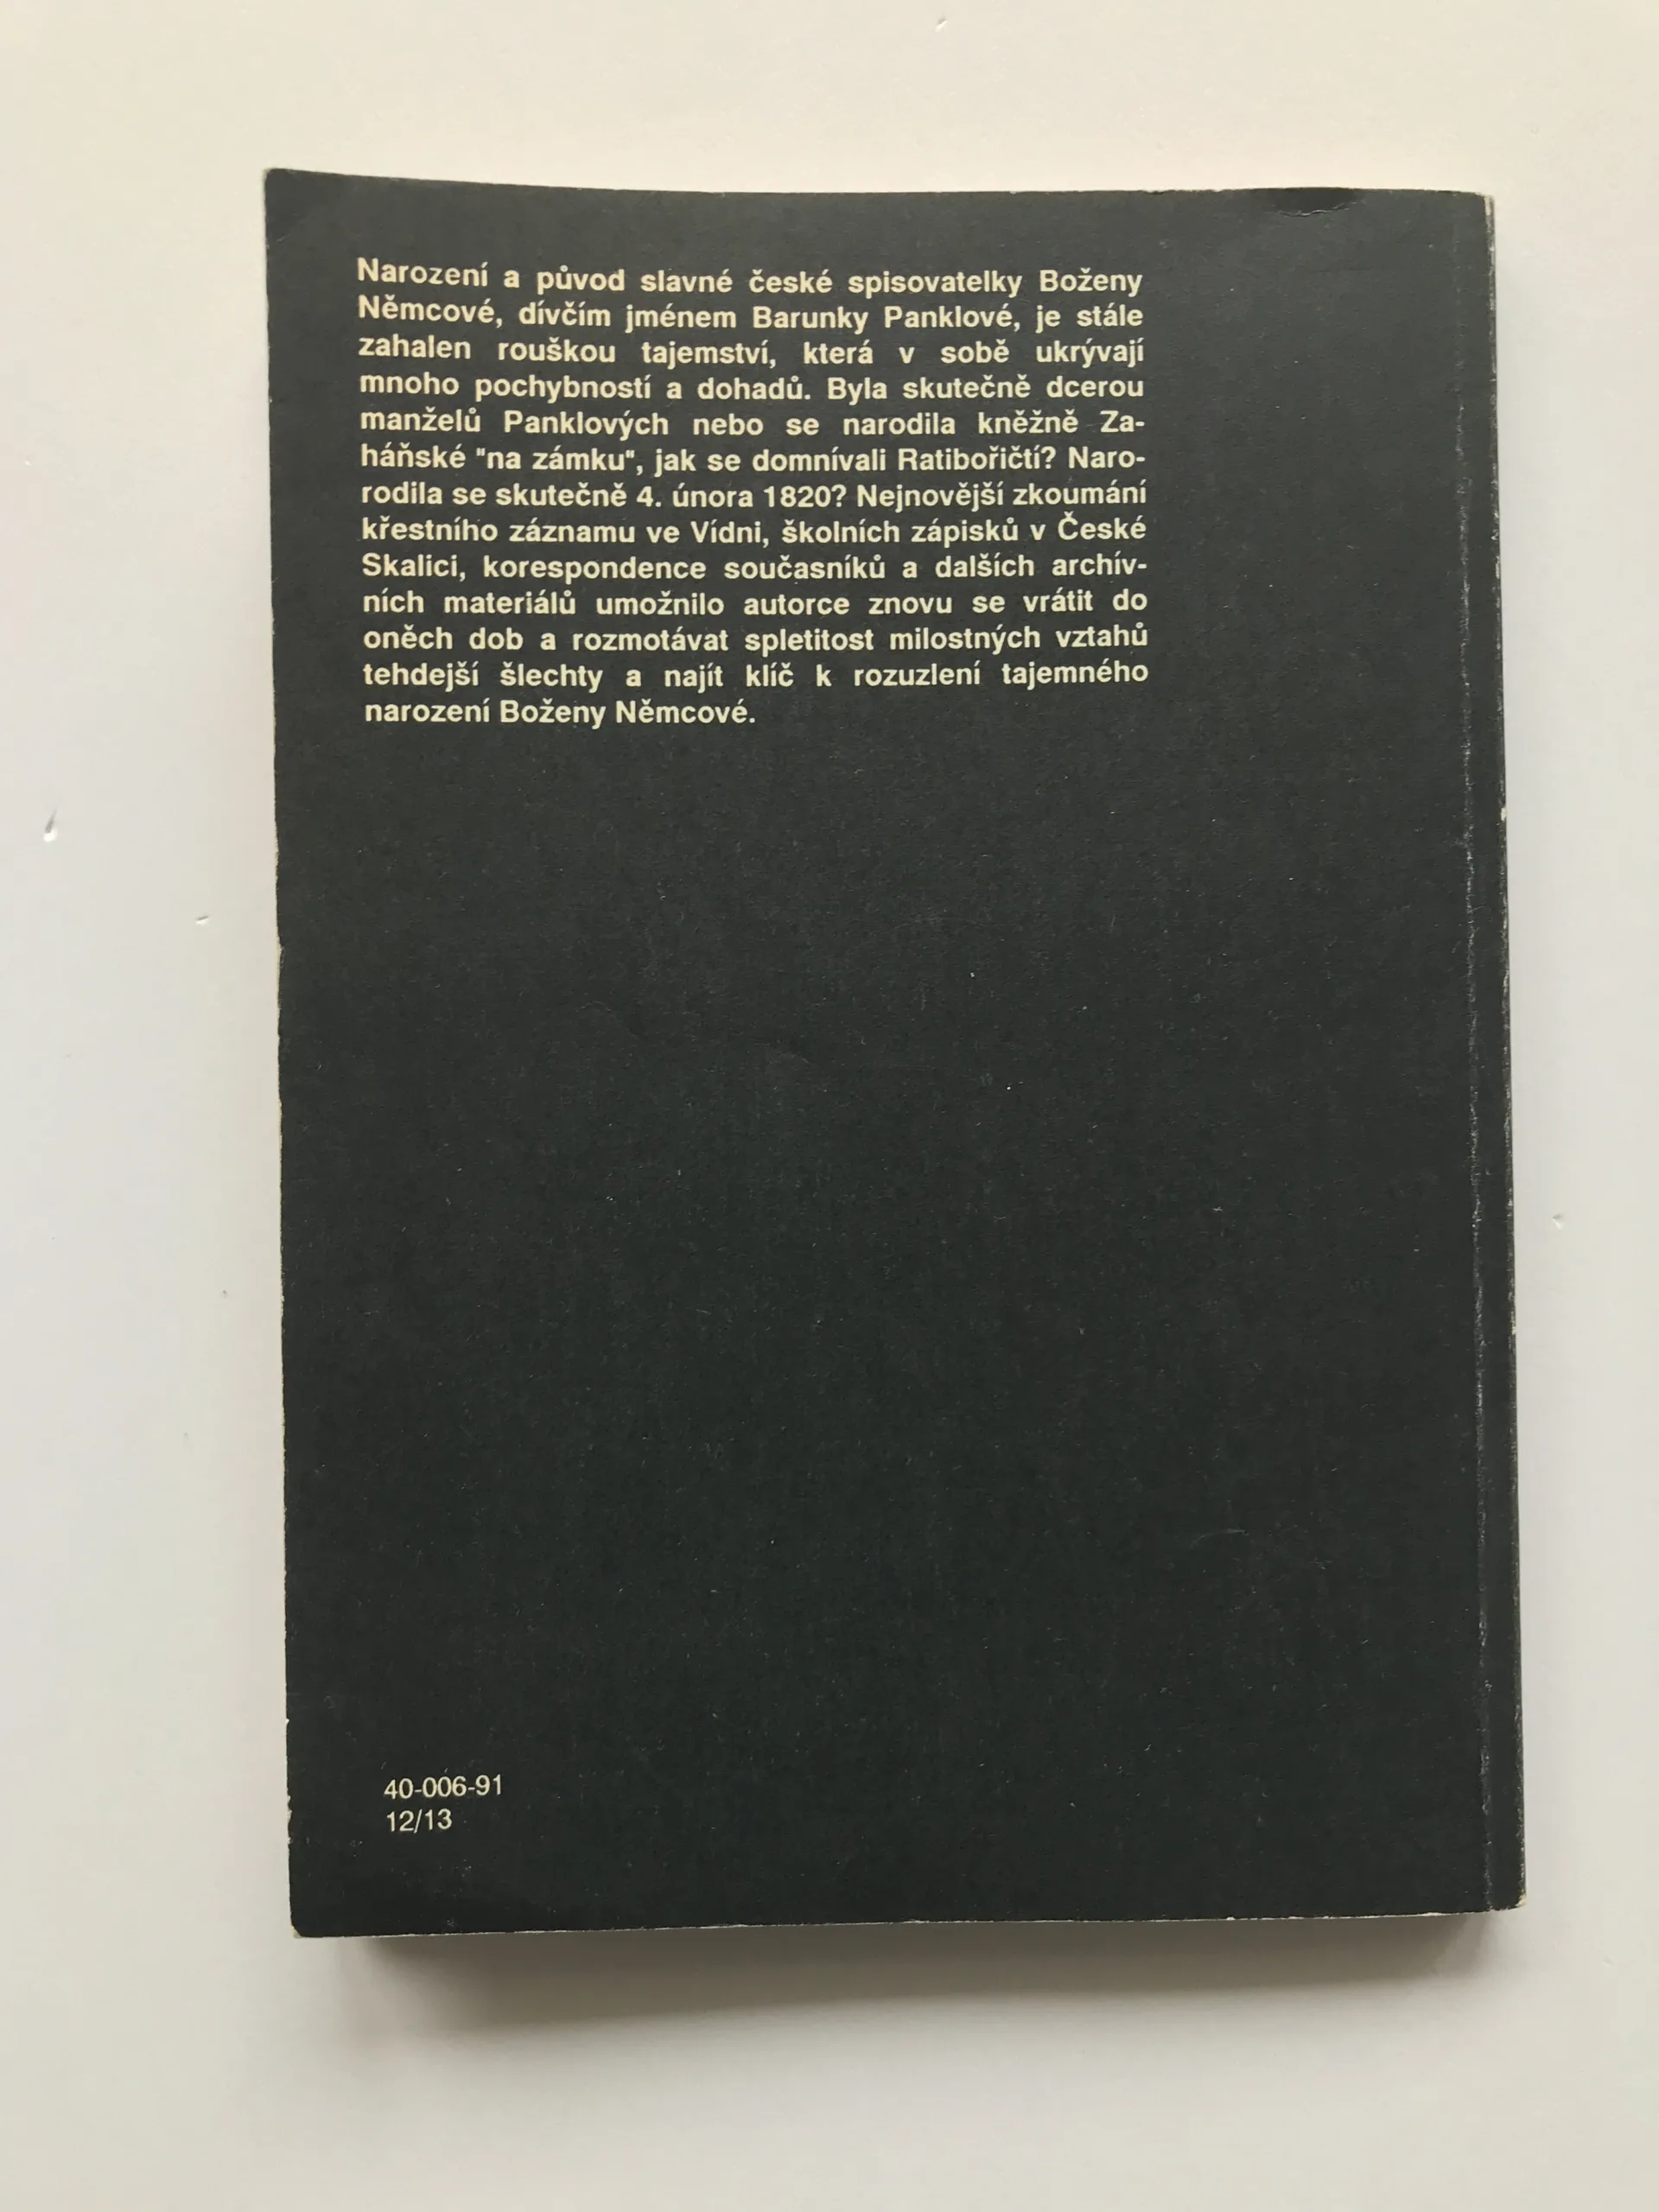 Narození a původ slavné české spisovatelky Boženy
Němcové, dívčím jménem Barunky Panklové, je stále
zahalen rouškou tajemství, která v sobě ukrývají
mnoho pochybností a dohadů. Byla skutečně dcerou
manželů Panklových nebo se narodila kněžně Za-
háňské "na zámku", jak se domnívali Ratibořičtí? Naro-
rodila se skutečně 4. února 1820? Nejnovější zkoumání
křestního záznamu ve Vídni, školních zápisků v České
Skalici, korespondence současníků a dalších archív-
ních materiálů umožnilo autorce znovu se vrátit do
oněch dob a rozmotávat spletitost milostných vztahů
tehdejší šlechty a najít klíč k rozuzlení tajemného
narození Boženy Němcové.
40-006-91
12/13